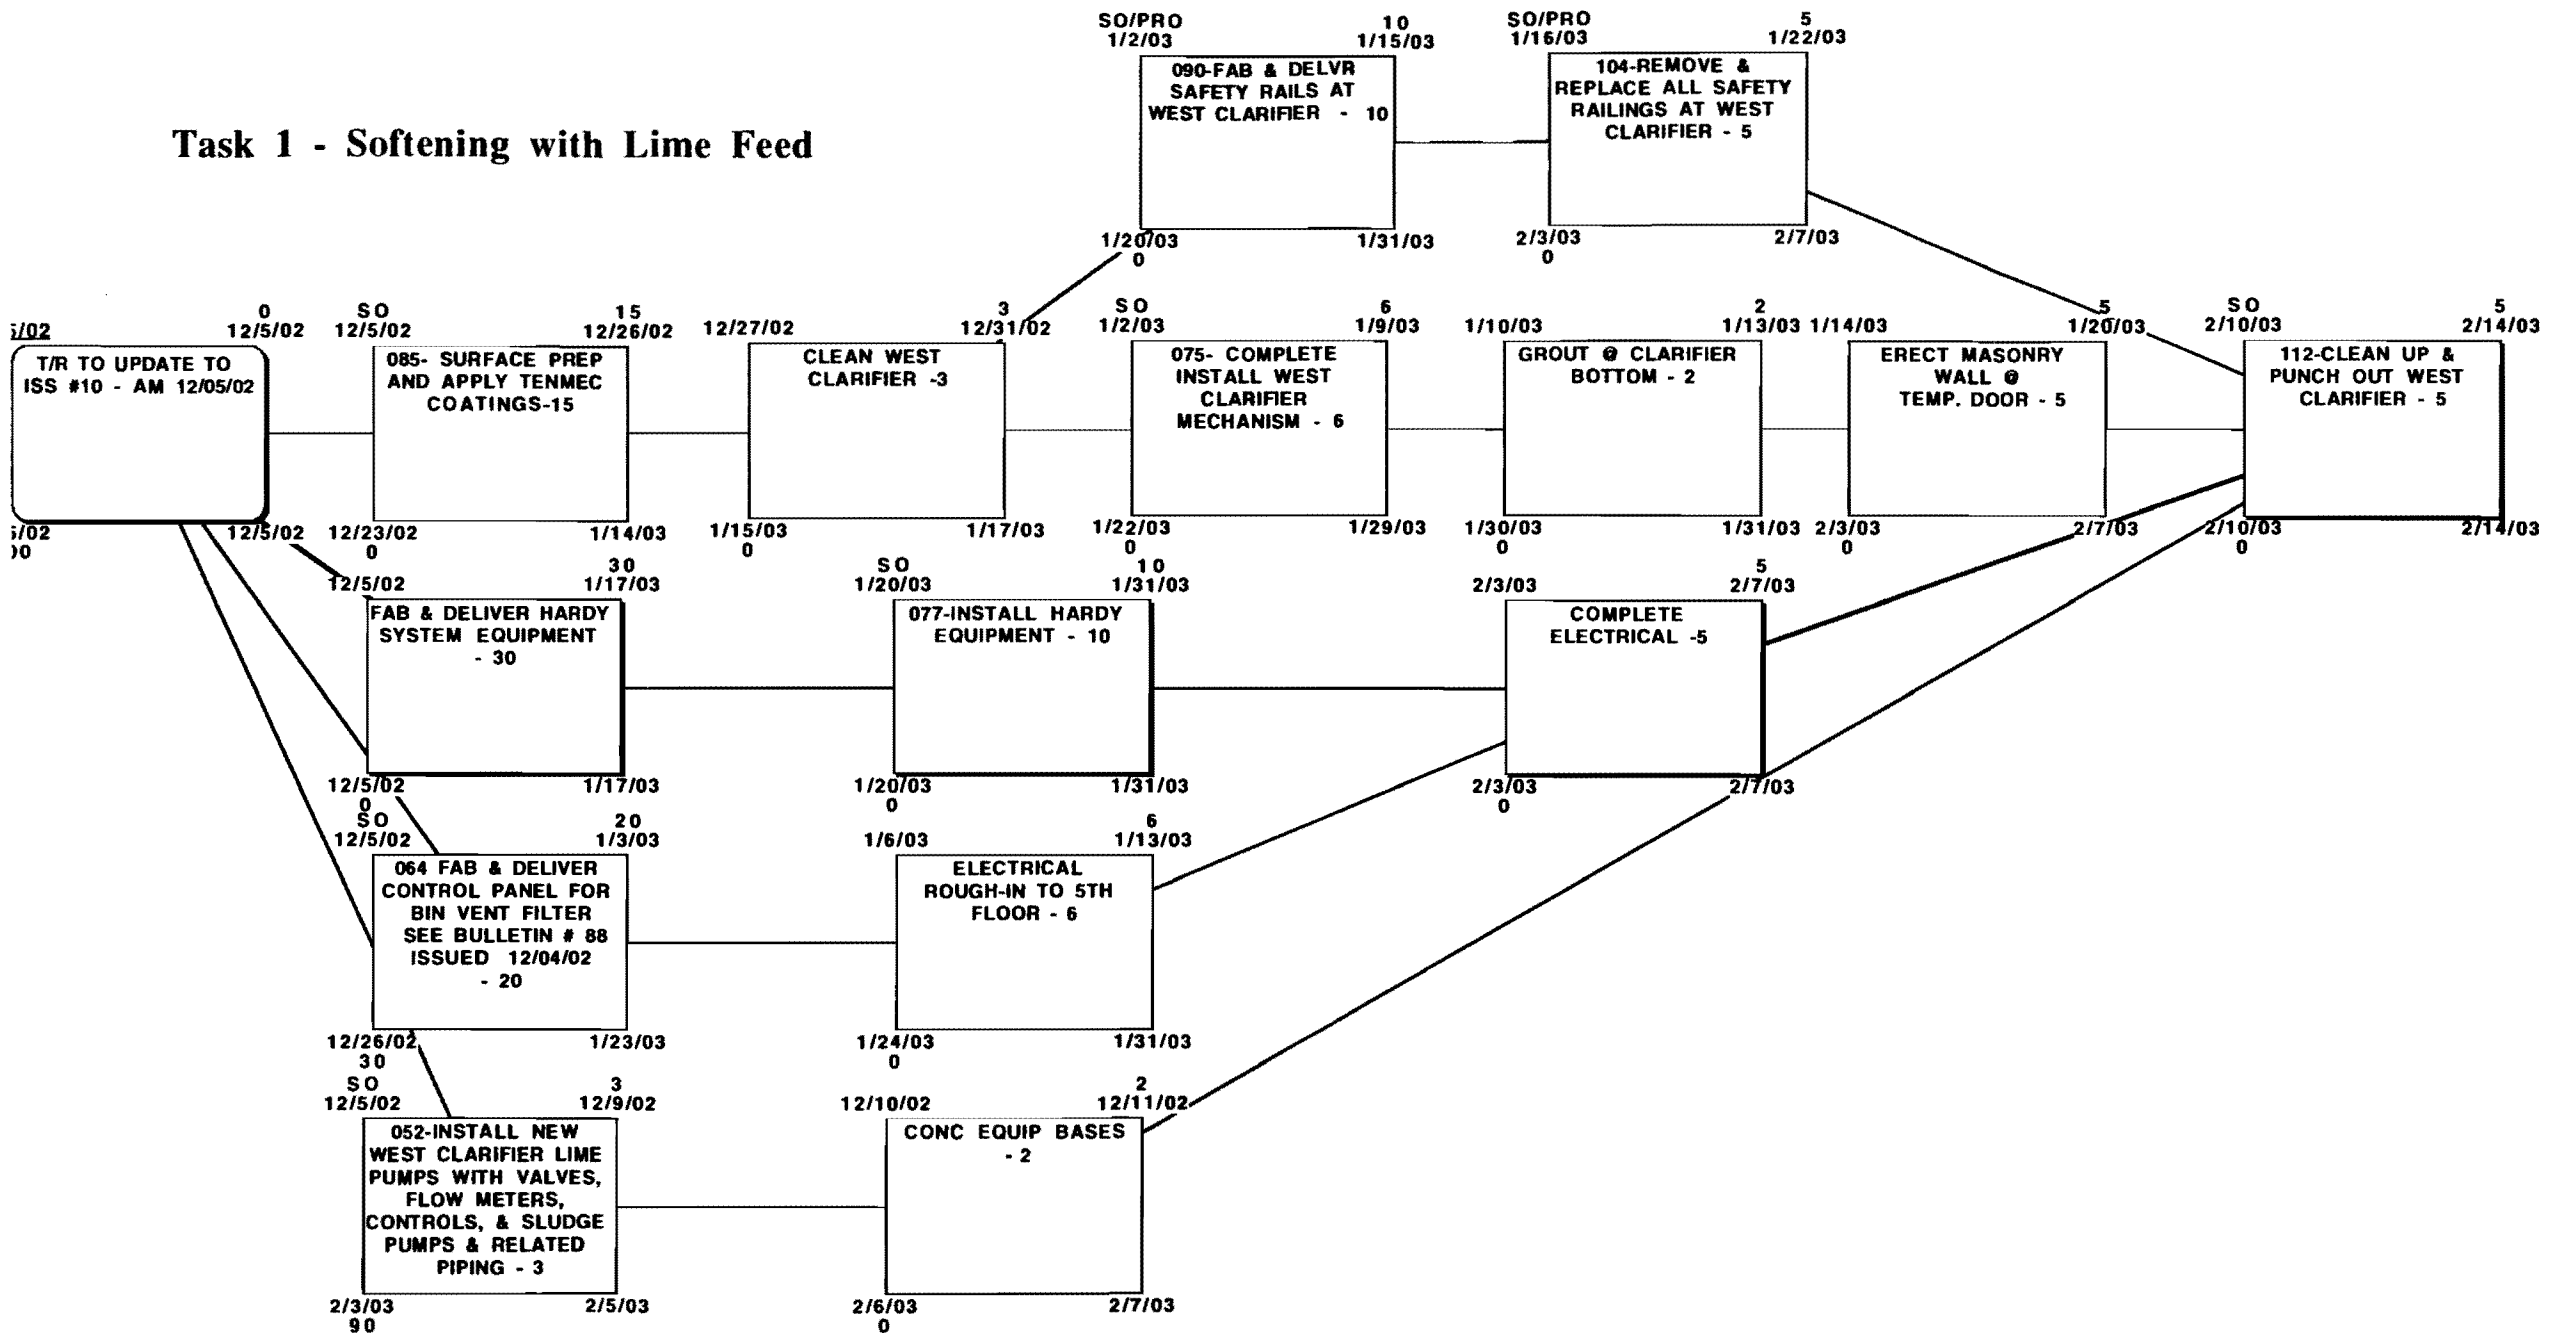 Task 1 - Softening with Lime Feed
SO/PRO 10
1/2/03 1/15/03
090-FAB & DELVR
SAFETY RAILS AT
WEST CLARIFIER - 10
1/20/03 1/31/03
0
SO/PRO 5
1/16/03 1/22/03
104-REMOVE &
REPLACE ALL SAFETY
RAILINGS AT WEST
CLARIFIER - 5
2/3/03 2/7/03
0
0
5/02 12/5/02
T/R TO UPDATE TO
ISS #10 - AM 12/05/02
5/02 12/5/02
00
SO 15
12/5/02 12/26/02
085- SURFACE PREP
AND APPLY TENMEC
COATINGS-15
12/23/02 1/14/03
0
3
12/27/02 12/31/02
CLEAN WEST
CLARIFIER -3
1/15/03 1/17/03
0
SO 6
1/2/03 1/9/03
075- COMPLETE
INSTALL WEST
CLARIFIER
MECHANISM - 6
1/22/03 1/29/03
0
2
1/10/03 1/13/03
GROUT @ CLARIFIER
BOTTOM - 2
1/30/03 1/31/03
0
5
1/14/03 1/20/03
ERECT MASONRY
WALL @
TEMP. DOOR - 5
2/3/03 2/7/03
0
SO 5
2/10/03 2/14/03
112-CLEAN UP &
PUNCH OUT WEST
CLARIFIER - 5
2/10/03 2/14/03
0
30
12/5/02 1/17/03
FAB & DELIVER HARDY
SYSTEM EQUIPMENT
- 30
12/5/02 1/17/03
0
SO 10
1/20/03 1/31/03
077-INSTALL HARDY
EQUIPMENT - 10
1/20/03 1/31/03
0
5
2/3/03 2/7/03
COMPLETE
ELECTRICAL -5
2/3/03 2/7/03
0
SO 20
12/5/02 1/3/03
064 FAB & DELIVER
CONTROL PANEL FOR
BIN VENT FILTER
SEE BULLETIN # 88
ISSUED 12/04/02
- 20
12/26/02 1/23/03
30
6
1/6/03 1/13/03
ELECTRICAL
ROUGH-IN TO 5TH
FLOOR - 6
1/24/03 1/31/03
0
SO 3
12/5/02 12/9/02
052-INSTALL NEW
WEST CLARIFIER LIME
PUMPS WITH VALVES,
FLOW METERS,
CONTROLS, & SLUDGE
PUMPS & RELATED
PIPING - 3
2/3/03 2/5/03
90
2
12/10/02 12/11/02
CONC EQUIP BASES
- 2
2/6/03 2/7/03
0